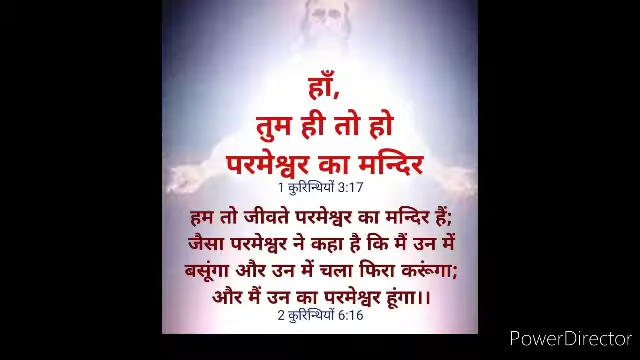 हाँ,
तुम ही तो हो
परमेश्वर का मन्दिर
1 कुरिन्थियों 3:17
हम तो जीवते परमेश्वर का मन्दिर हैं;
जैसा परमेश्वर ने कहा है कि मैं उन में
बसूंगा और उन में चला फिरा करूंगा;
और मैं उन का परमेश्वर हूंगा।।
2 कुरिन्थियों 6:16
PowerDirector